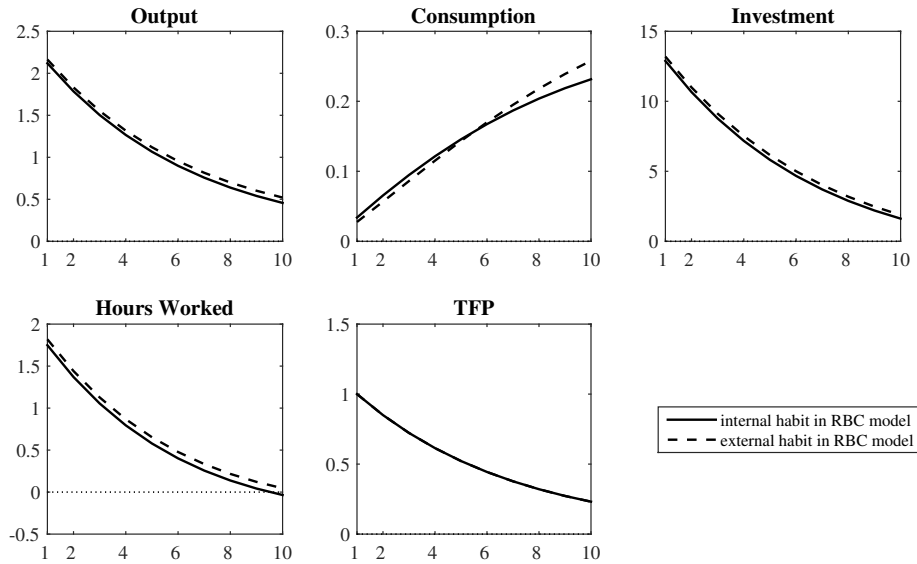 Output
2.5
2
1.5
1
0.5
0
1 2 4 6 8 10
Consumption
0.3
0.2
0.1
0
1 2 4 6 8 10
Investment
15
10
5
0
1 2 4 6 8 10
Hours Worked
2
1.5
1
0.5
0
-0.5
1 2 4 6 8 10
TFP
1.5
1
0.5
0
1 2 4 6 8 10
internal habit in RBC model
external habit in RBC model